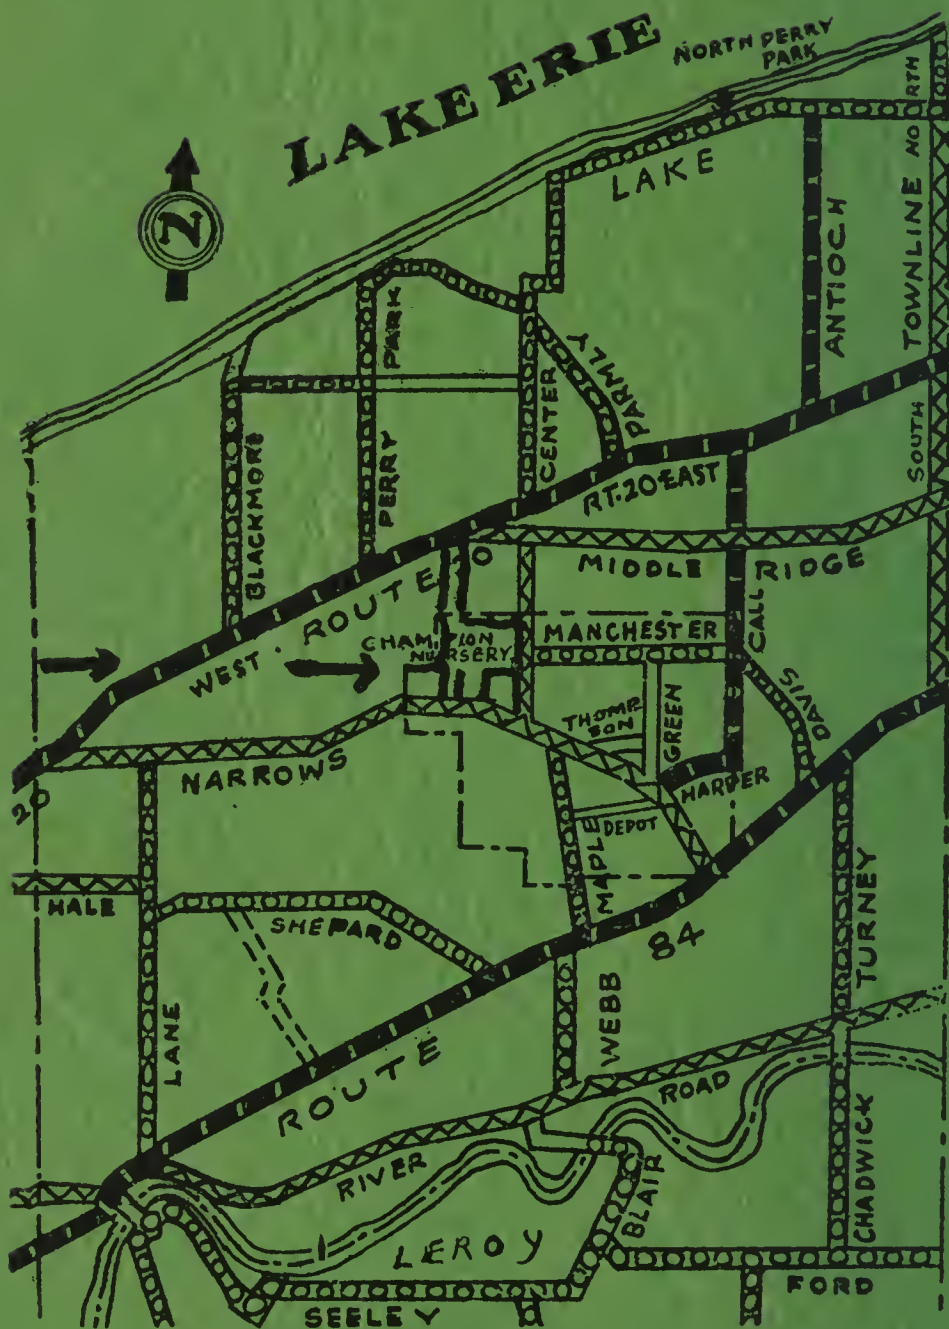 LAKE ERIE
NORTH PERRY
PARK
N
LAKE
ANTIOCH
TOWNLINE NORTH
SOUTH
PARK
PERRY
BLACKMORE
CENTER
PARMLY
RT. 20 EAST
WEST. ROUTE 20
MIDDLE RIDGE
CHAMPION
NURSERY
MANCHESTER
CALL
DAVIS
THOMP
SON
GREEN
HARPER
NARROWS
20
DEPOT
MAPLE
HALE
SHEPARD
84
TURNEY
LANE
WEBB
ROUTE
ROAD
RIVER
BLAIR
CHADWICK
LEROY
FORD
SEELEY